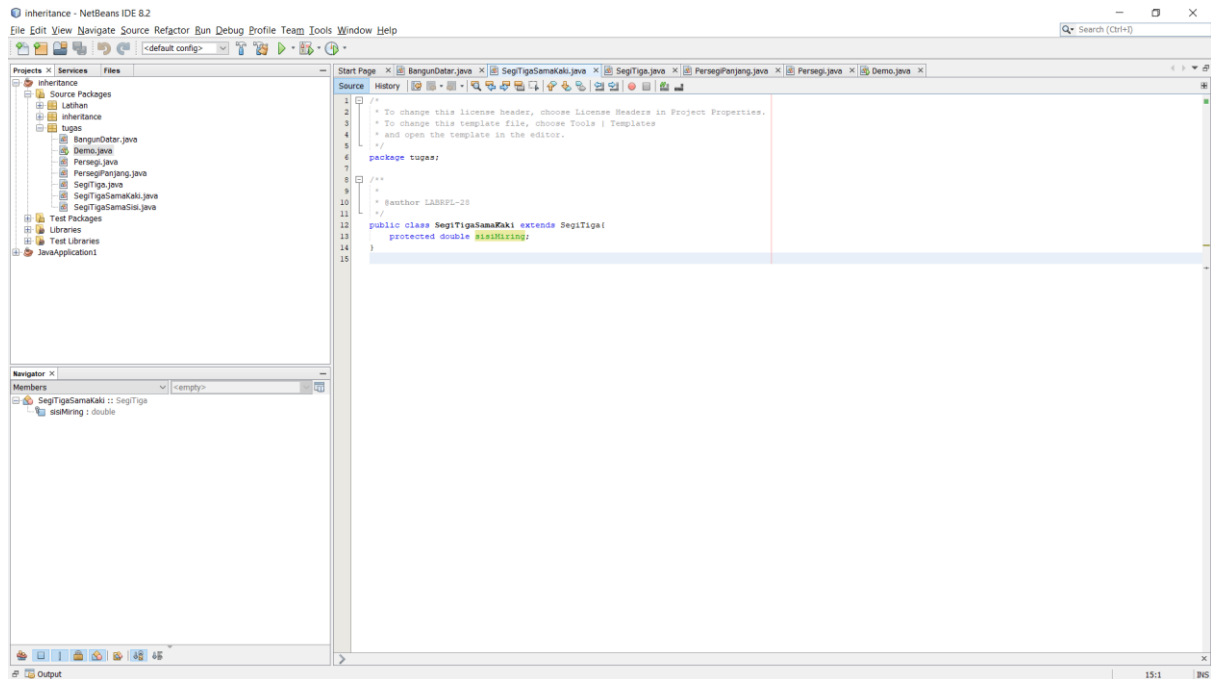 inheritance - NetBeans IDE 8.2
File Edit View Navigate Source Refactor Run Debug Profile Team Tools Window Help
Search (Ctrl+I)
<default config>
Projects Services Files
inheritance
Source Packages
Latihan
inheritance
tugas
BangunDatar.java
Demo.java
Persegi.java
PersegiPanjang.java
SegiTiga.java
SegiTigaSamaKaki.java
SegiTigaSamaSisi.java
Test Packages
Libraries
Test Libraries
JavaApplication1
Start Page BangunDatar.java SegiTigaSamaKaki.java SegiTiga.java PersegiPanjang.java Persegi.java Demo.java
Source History
1 /*
2 * To change this license header, choose License Headers in Project Properties.
3 * To change this template file, choose Tools | Templates
4 * and open the template in the editor.
5 */
6 package tugas;
7
8 /**
9 *
10 * @author LABRPL-28
11 */
12 public class SegiTigaSamaKaki extends SegiTiga{
13 protected double sisiMiring;
14 }
15
Navigator
Members <empty>
SegiTigaSamaKaki :: SegiTiga
sisiMiring : double
Output
15:1 INS